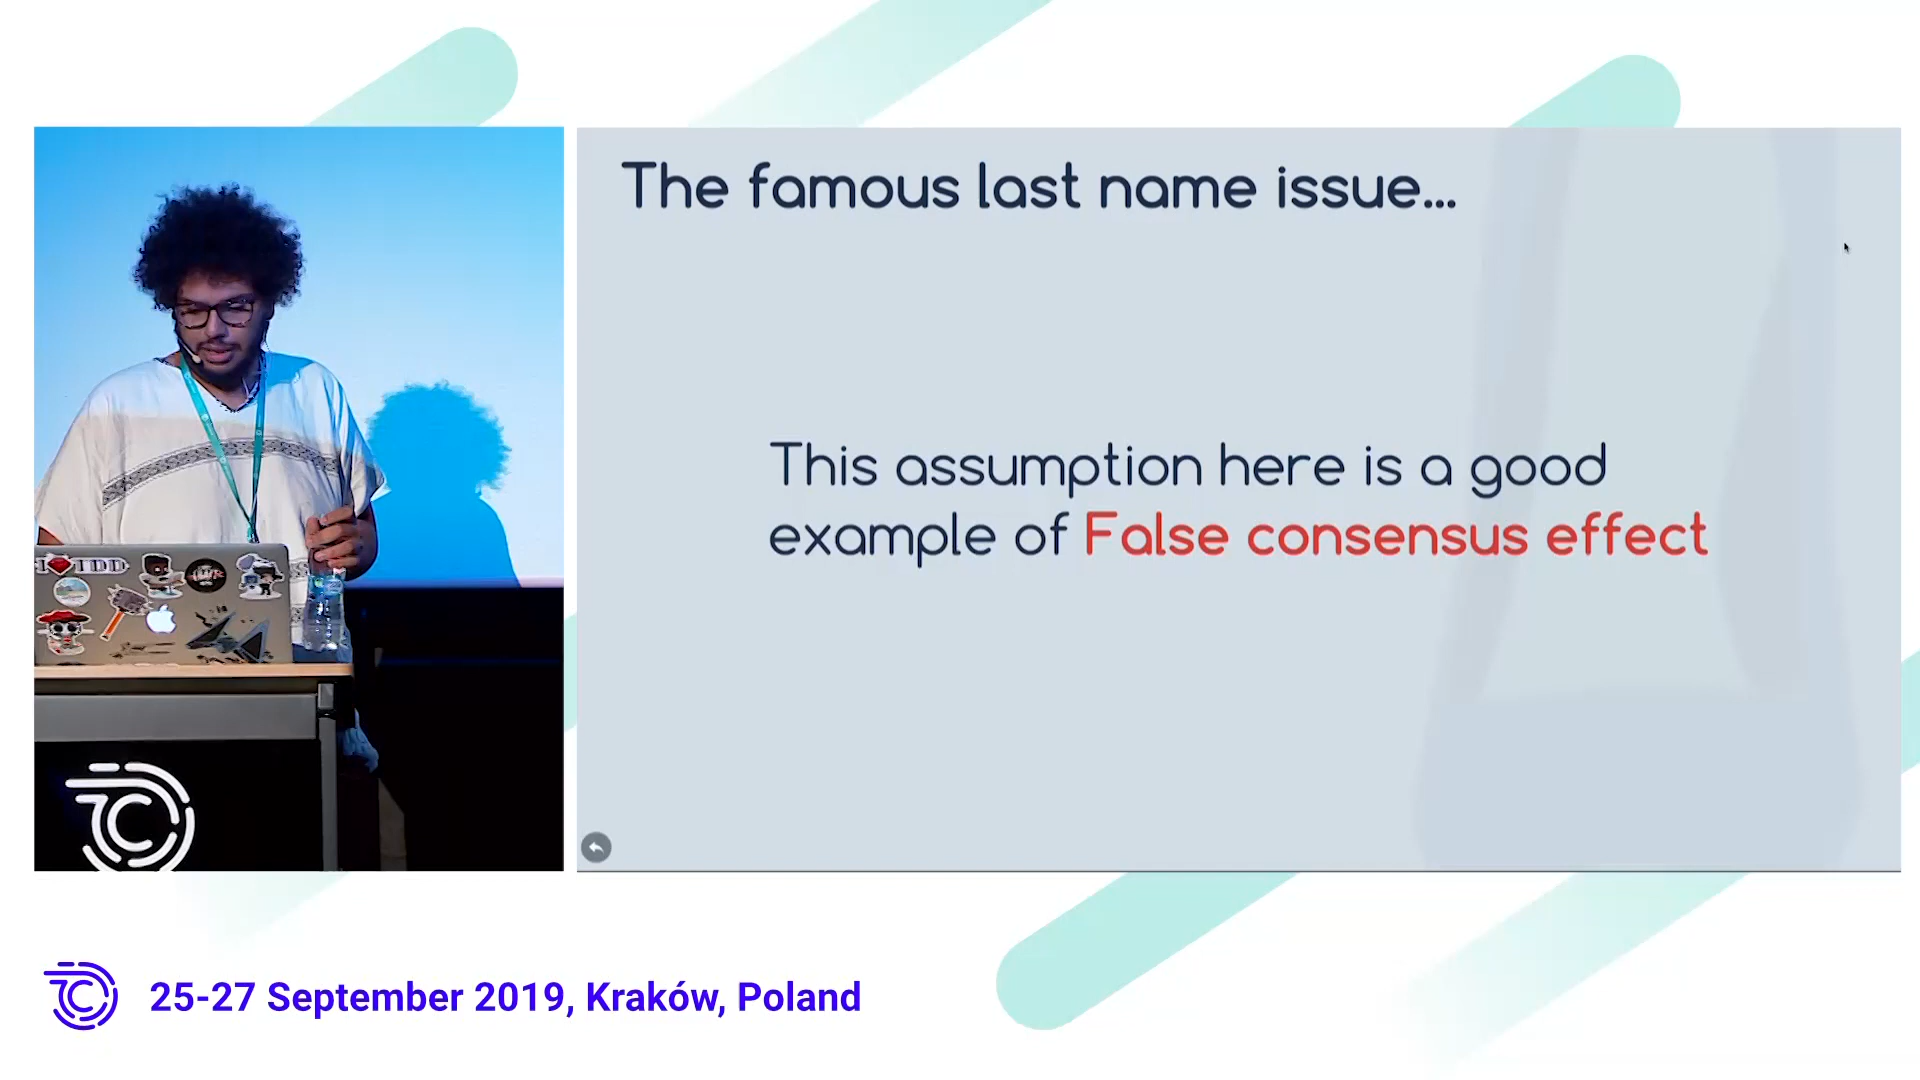 The famous last name issue...
This assumption here is a good
example of False consensus effect
TDD
25-27 September 2019, Kraków, Poland